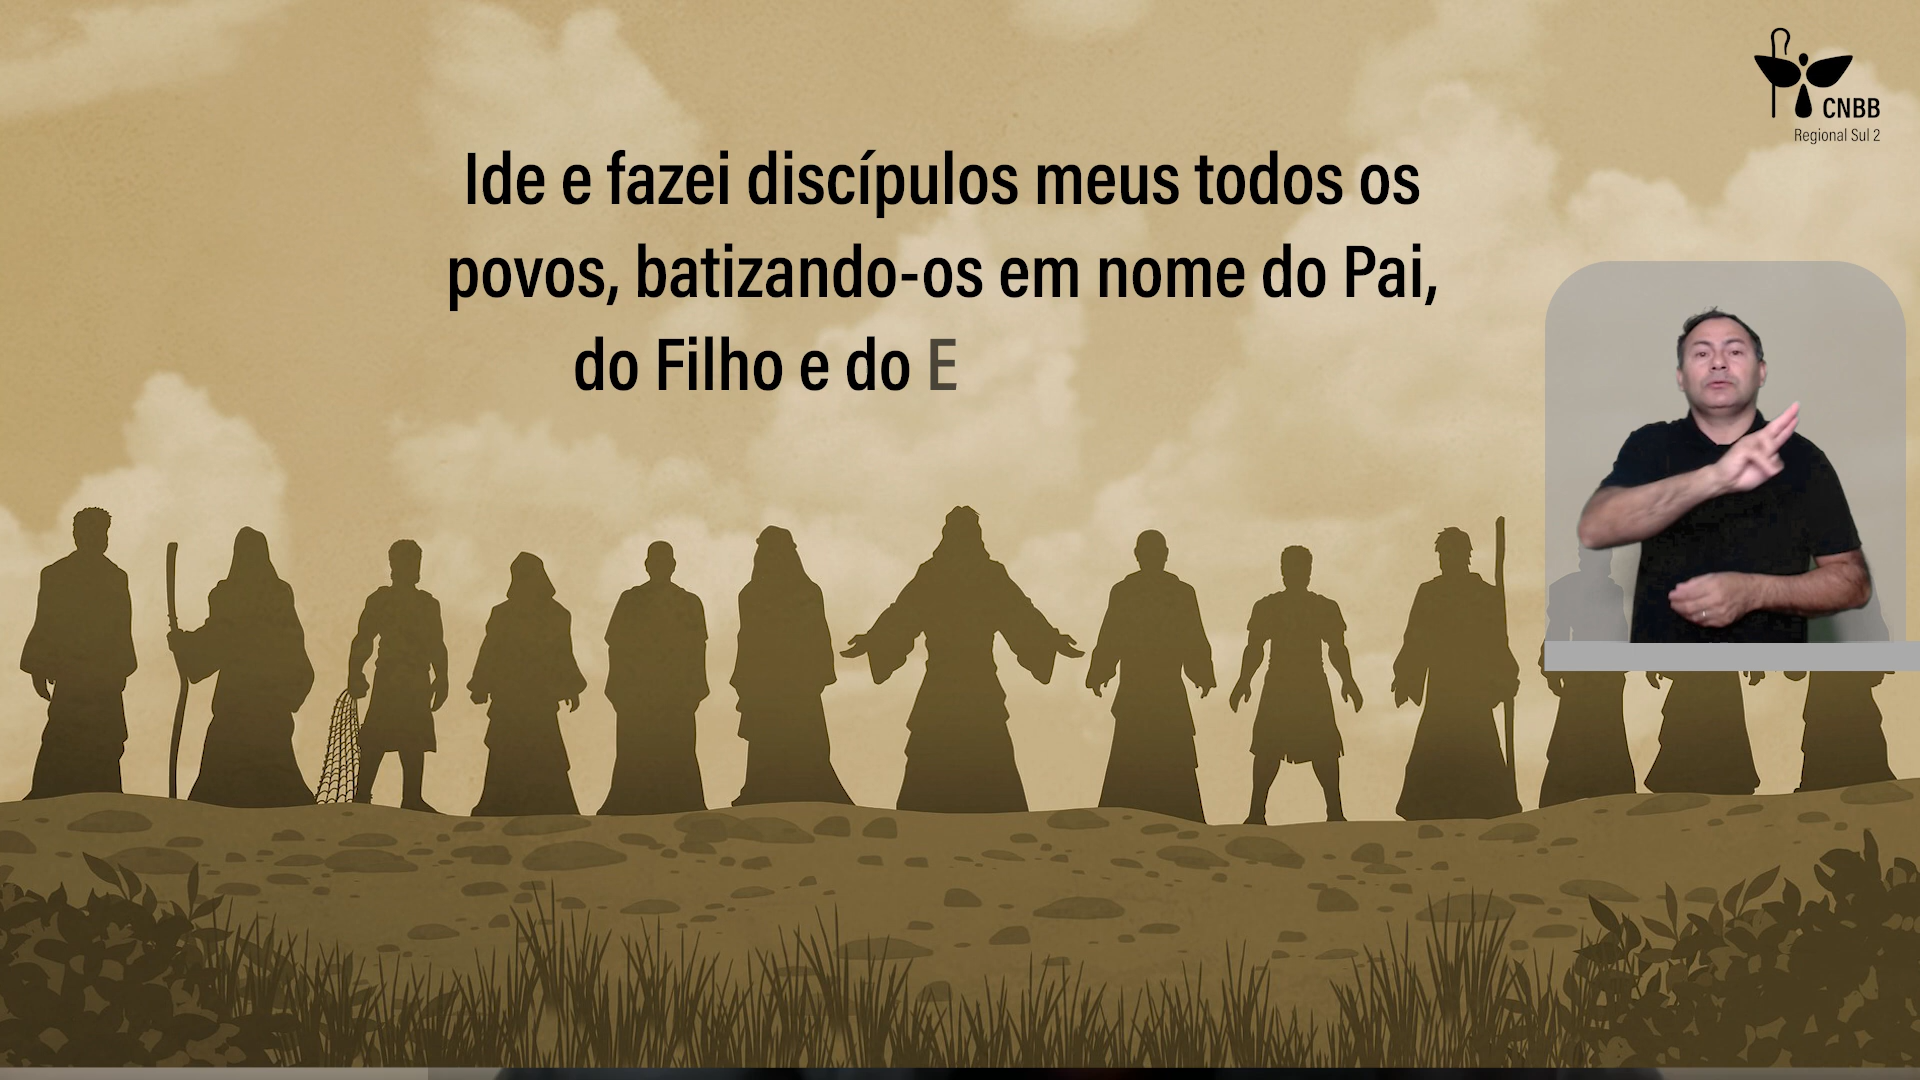 CNBB
Regional Sul 2
Ide e fazei discípulos meus todos os
povos, batizando-os em nome do Pai,
do Filho e do E